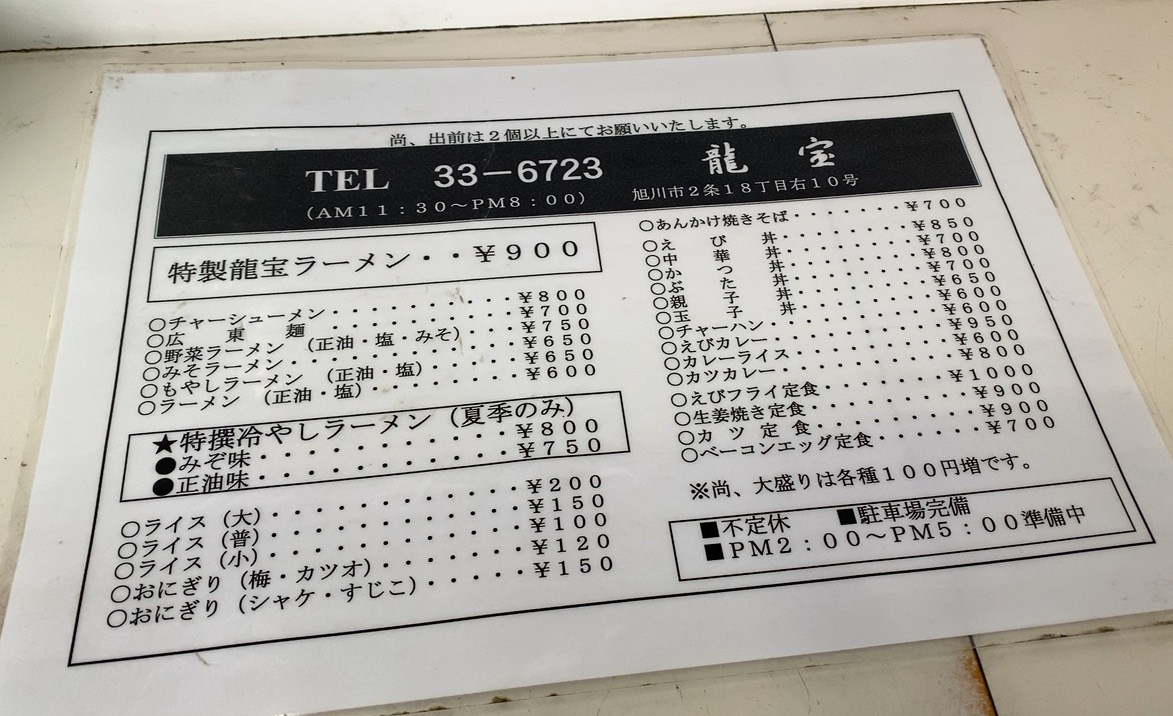 尚、出前は２個以上にてお願いいたします。
TEL　33－6723
（AM１１：３０～PM８：００）
龍　宝
旭川市２条１８丁目右１０号
特製龍宝ラーメン・・￥９００
○チャーシューメン・・・・・・・・・・￥８００
○広　東　麺・・・・・・・・・・￥７００
○野菜ラーメン　（正油・塩・みそ）￥７５０
○みそラーメン・・・・・・・・・・￥６５０
○もやしラーメン　（正油・塩）・・・・・￥６５０
○ラーメン　（正油・塩）・・・・・・・￥６００
★特撰冷やしラーメン（夏季のみ）
●みぞ味・・・・・・・・・・・・￥８００
●正油味・・・・・・・・・・・・￥７５０
○ライス（大）・・・・・・・・・・・￥２００
○ライス（普）・・・・・・・・・・・￥１５０
○ライス（小）・・・・・・・・・・・￥１００
○おにぎり（梅・カツオ）・・・・・・・￥１２０
○おにぎり（シャケ・すじこ）・・・・・￥１５０
○あんかけ焼きそば・・・・・・・￥７００
○え　び　丼・・・・・・・・￥８５０
○中　華　丼・・・・・・・・￥７００
○か　つ　丼・・・・・・・・￥８００
○ぶ　た　丼・・・・・・・・￥７００
○親　子　丼・・・・・・・・￥６５０
○玉　子　丼・・・・・・・・￥６００
○チャーハン・・・・・・・・・￥６００
○えびカレー・・・・・・・・・￥９５０
○カレーライス・・・・・・・・￥６００
○カツカレー・・・・・・・・・￥８００
○えびフライ定食・・・・・・・￥１０００
○生姜焼き定食・・・・・・・・￥９００
○カ　ツ　定　食・・・・・・・・￥９００
○ベーコンエッグ定食・・・・・・￥７００
※尚、大盛りは各種１００円増です。
■不定休　　■駐車場完備
■PM２：００～PM５：００準備中